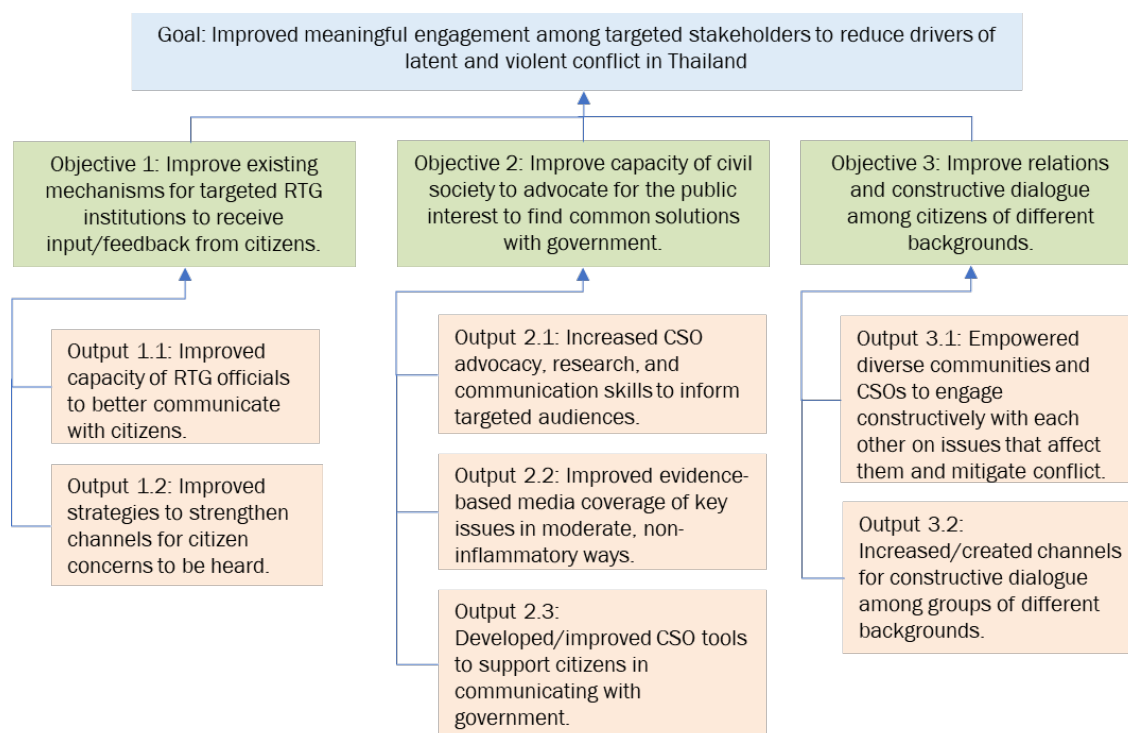 Goal: Improved meaningful engagement among targeted stakeholders to reduce drivers of
latent and violent conflict in Thailand
Objective 1: Improve existing
mechanisms for targeted RTG
institutions to receive
input/feedback from citizens.
Output 1.1: Improved
capacity of RTG officials
to better communicate
with citizens.
Output 1.2: Improved
strategies to strengthen
channels for citizen
concerns to be heard.
Objective 2: Improve capacity of civil
society to advocate for the public
interest to find common solutions
with government.
Output 2.1: Increased CSO
advocacy, research, and
communication skills to inform
targeted audiences.
Output 2.2: Improved evidence-
based media coverage of key
issues in moderate, non-
inflammatory ways.
Output 2.3:
Developed/improved CSO tools
to support citizens in
communicating with
government.
Objective 3: Improve relations
and constructive dialogue
among citizens of different
backgrounds.
Output 3.1: Empowered
diverse communities and
CSOs to engage
constructively with each
other on issues that affect
them and mitigate conflict.
Output 3.2:
Increased/created channels
for constructive dialogue
among groups of different
backgrounds.